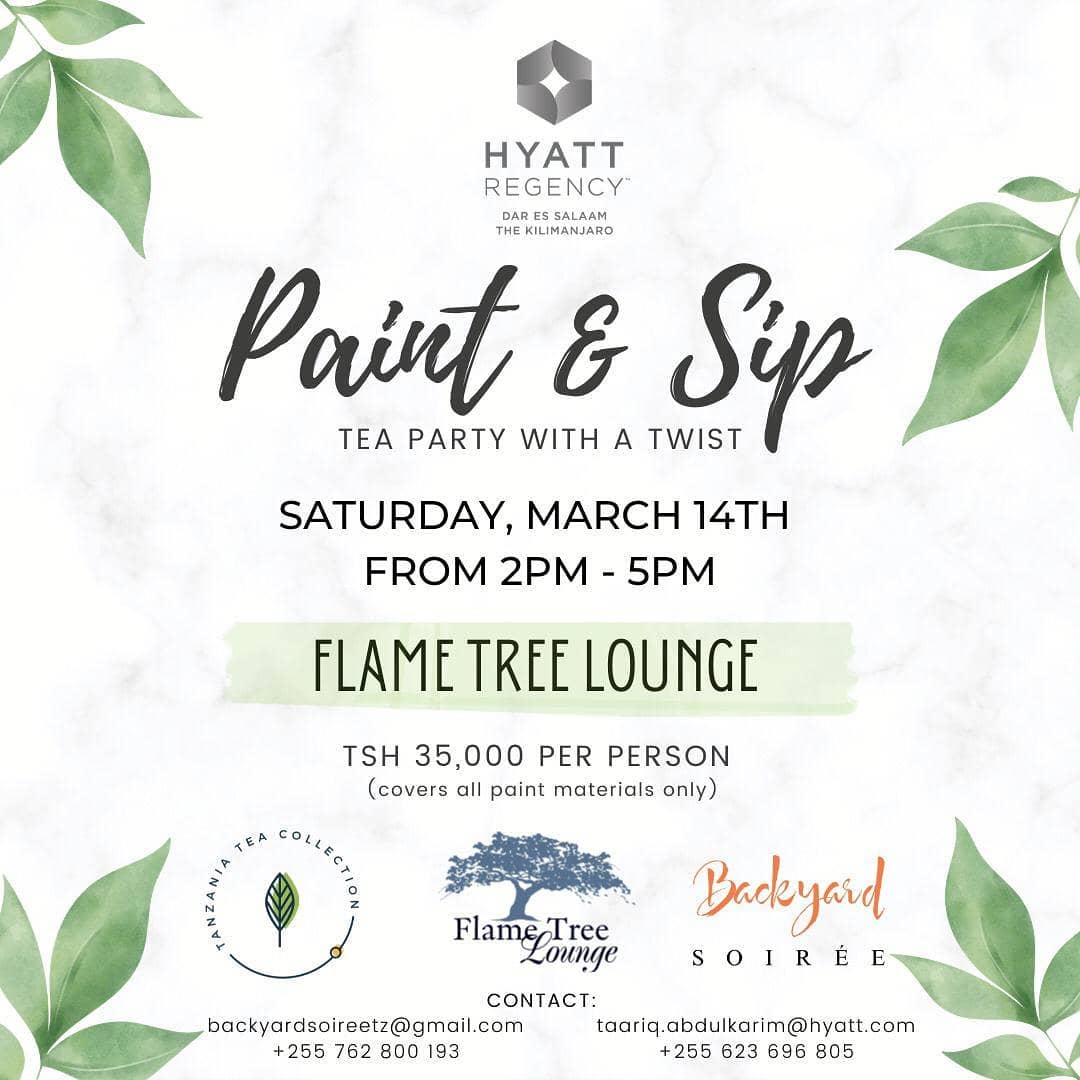 HYATT
REGENCY™
DAR ES SALAAM
THE KILIMANJARO
Paint & Sip
TEA PARTY WITH A TWIST
SATURDAY, MARCH 14TH
FROM 2PM - 5PM
FLAME TREE LOUNGE
TSH 35,000 PER PERSON
(covers all paint materials only)
TANZANIA TEA COLLECTION
Flame Tree
Lounge
Backyard
SOIRÉE
CONTACT:
backyardsoireetz@gmail.com
+255 762 800 193
taariq.abdulkarim@hyatt.com
+255 623 696 805